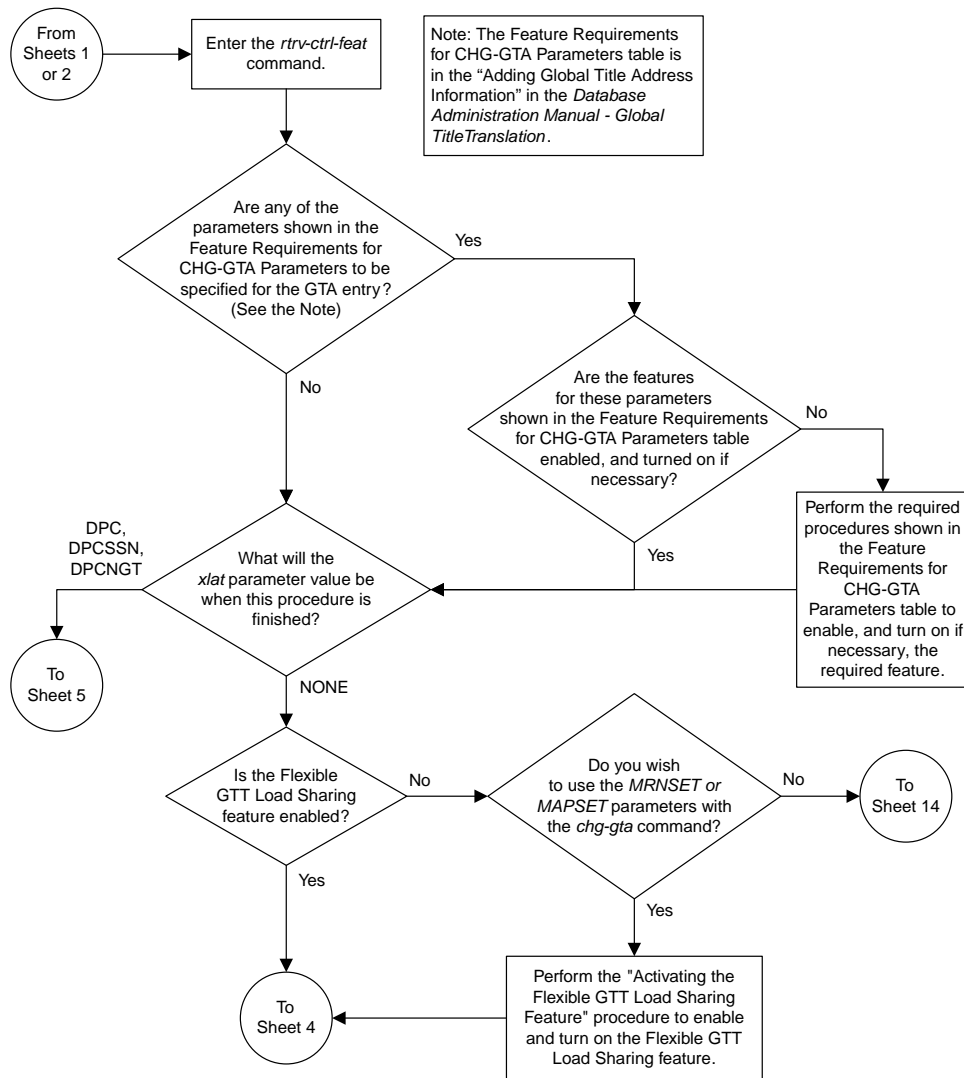 From
Sheets 1
or 2
Enter the rtrv-ctrl-feat
command.
Note: The Feature Requirements
for CHG-GTA Parameters table is
in the “Adding Global Title Address
Information” in the Database
Administration Manual - Global
TitleTranslation.
Are any of the
parameters shown in the
Feature Requirements for
CHG-GTA Parameters to be
specified for the GTA entry?
(See the Note)
Yes
No
Are the features
for these parameters
shown in the Feature Requirements
for CHG-GTA Parameters table
enabled, and turned on if
necessary?
No
Yes
Perform the required
procedures shown in
the Feature
Requirements for
CHG-GTA
Parameters table to
enable, and turn on if
necessary, the
required feature.
What will the
xlat parameter value be
when this procedure is
finished?
DPC,
DPCSSN,
DPCNGT
To
Sheet 5
NONE
Is the Flexible
GTT Load Sharing
feature enabled?
No
Yes
Do you wish
to use the MRNSET or
MAPSET parameters with
the chg-gta command?
No
To
Sheet 14
Yes
Perform the "Activating the
Flexible GTT Load Sharing
Feature" procedure to enable
and turn on the Flexible GTT
Load Sharing feature.
To
Sheet 4